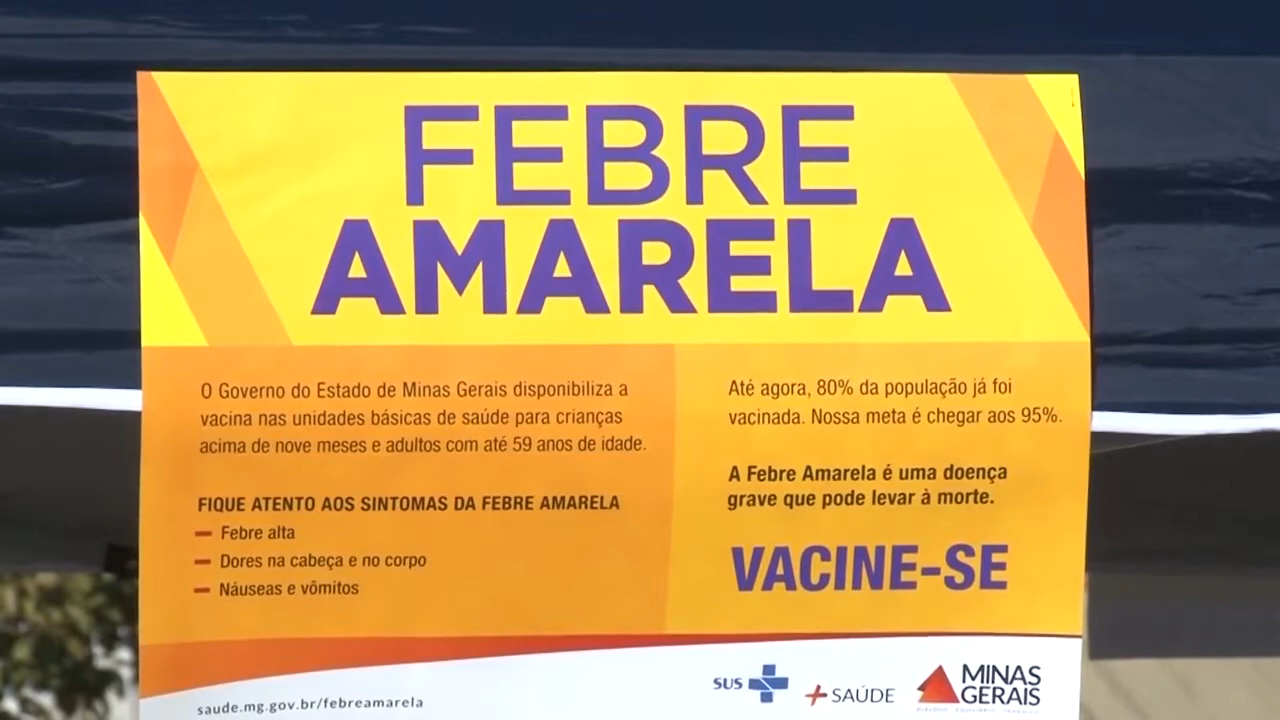 FEBRE
AMARELA
O Governo do Estado de Minas Gerais disponibiliza a
vacina nas unidades básicas de saúde para crianças
acima de nove meses e adultos com até 59 anos de idade.
FIQUE ATENTO AOS SINTOMAS DA FEBRE AMARELA
Febre alta
Dores na cabeça e no corpo
Náuseas e vômitos
Até agora, 80% da população já foi
vacinada. Nossa meta é chegar aos 95%.
A Febre Amarela é uma doença
grave que pode levar à morte.
VACINE-SE
saude.mg.gov.br/febreamarela
SUS
+SAÚDE
MINAS
GERAIS